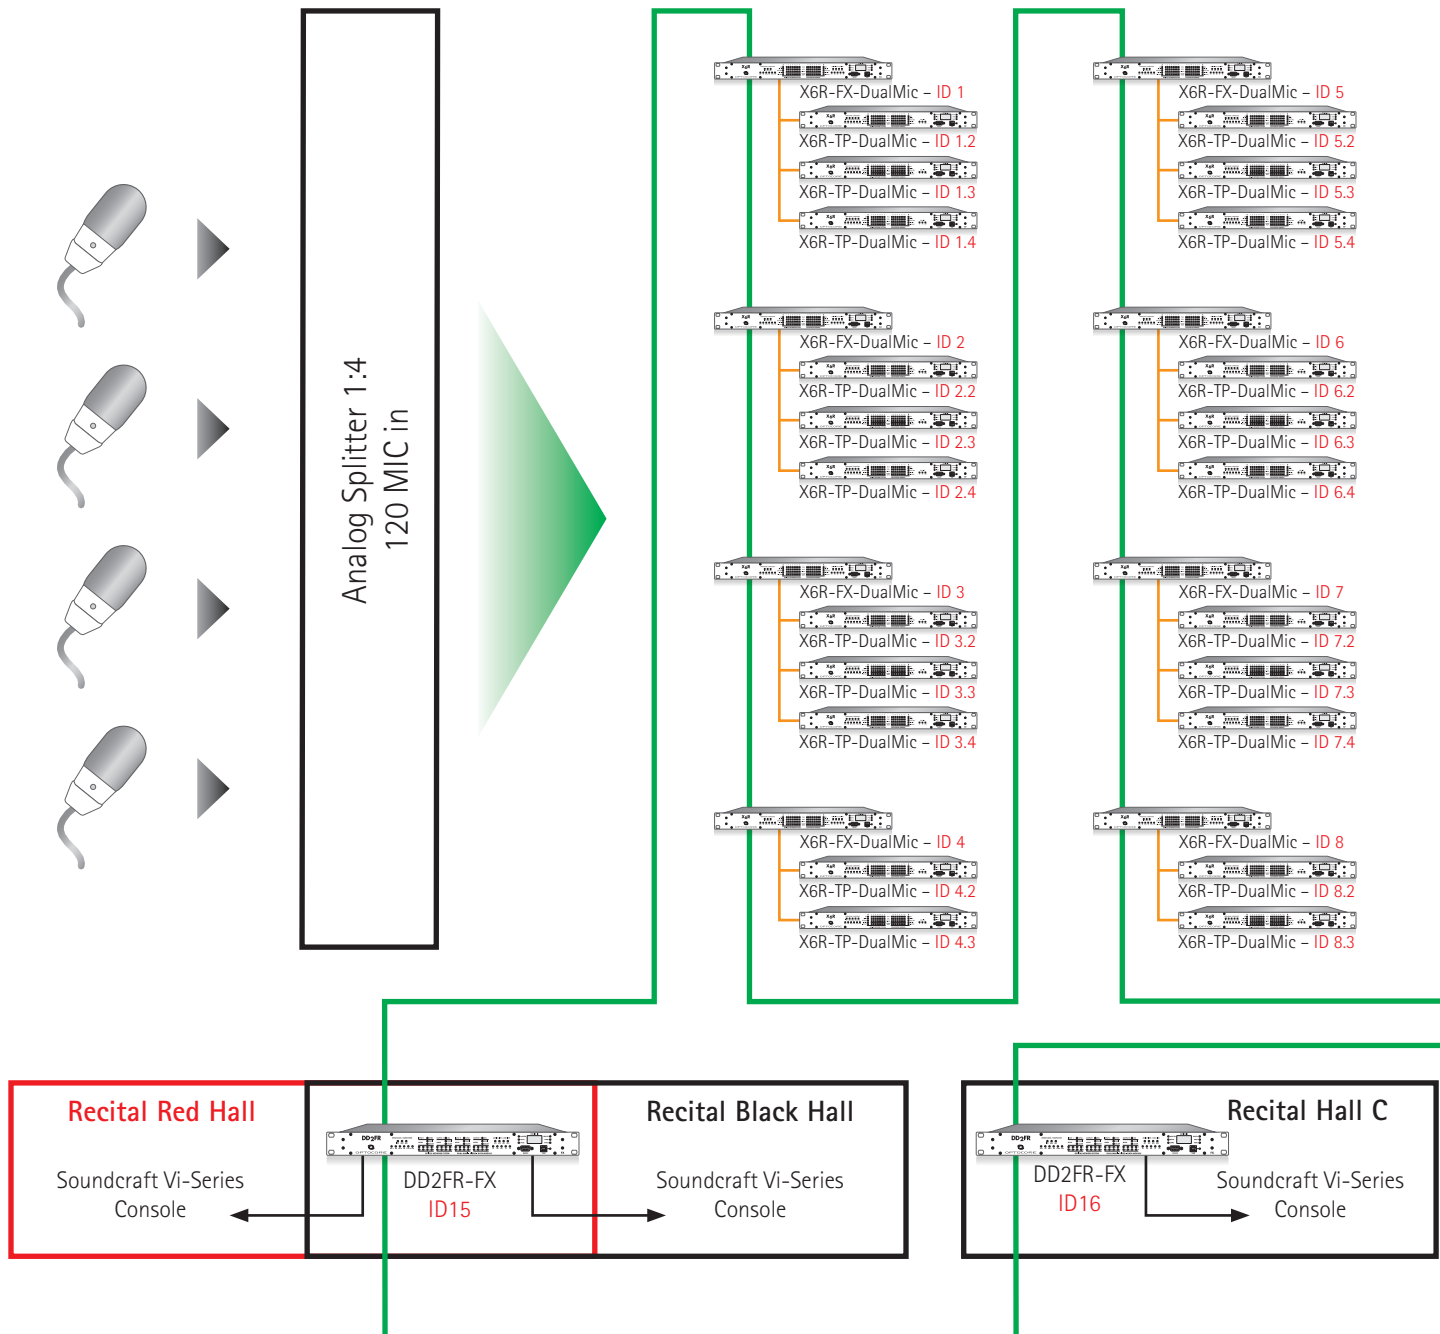 Analog Splitter 1:4
120 MIC in
X6R-FX-DualMic – ID 1
X6R-TP-DualMic – ID 1.2
X6R-TP-DualMic – ID 1.3
X6R-TP-DualMic – ID 1.4
X6R-FX-DualMic – ID 2
X6R-TP-DualMic – ID 2.2
X6R-TP-DualMic – ID 2.3
X6R-TP-DualMic – ID 2.4
X6R-FX-DualMic – ID 3
X6R-TP-DualMic – ID 3.2
X6R-TP-DualMic – ID 3.3
X6R-TP-DualMic – ID 3.4
X6R-FX-DualMic – ID 4
X6R-TP-DualMic – ID 4.2
X6R-TP-DualMic – ID 4.3
X6R-FX-DualMic – ID 5
X6R-TP-DualMic – ID 5.2
X6R-TP-DualMic – ID 5.3
X6R-TP-DualMic – ID 5.4
X6R-FX-DualMic – ID 6
X6R-TP-DualMic – ID 6.2
X6R-TP-DualMic – ID 6.3
X6R-TP-DualMic – ID 6.4
X6R-FX-DualMic – ID 7
X6R-TP-DualMic – ID 7.2
X6R-TP-DualMic – ID 7.3
X6R-TP-DualMic – ID 7.4
X6R-FX-DualMic – ID 8
X6R-TP-DualMic – ID 8.2
X6R-TP-DualMic – ID 8.3
Recital Red Hall
Soundcraft Vi-Series
Console
DD2FR
OPTOCORE
DD2FR-FX
ID15
Recital Black Hall
Soundcraft Vi-Series
Console
DD2FR
OPTOCORE
DD2FR-FX
ID16
Recital Hall C
Soundcraft Vi-Series
Console